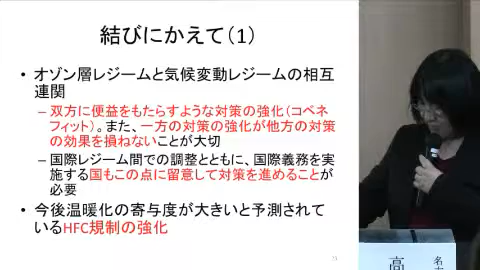 結びにかえて(1)
• オゾン層レジームと気候変動レジームの相互
連関
– 双方に便益をもたらすような対策の強化(コベネ
フィット)。また、一方の対策の強化が他方の対策
の効果を損ねないことが大切
– 国際レジーム間での調整とともに、国際義務を実
施する国もこの点に留意して対策を進めることが
必要
• 今後温暖化の寄与度が大きいと予測されて
いるHFC規制の強化
高